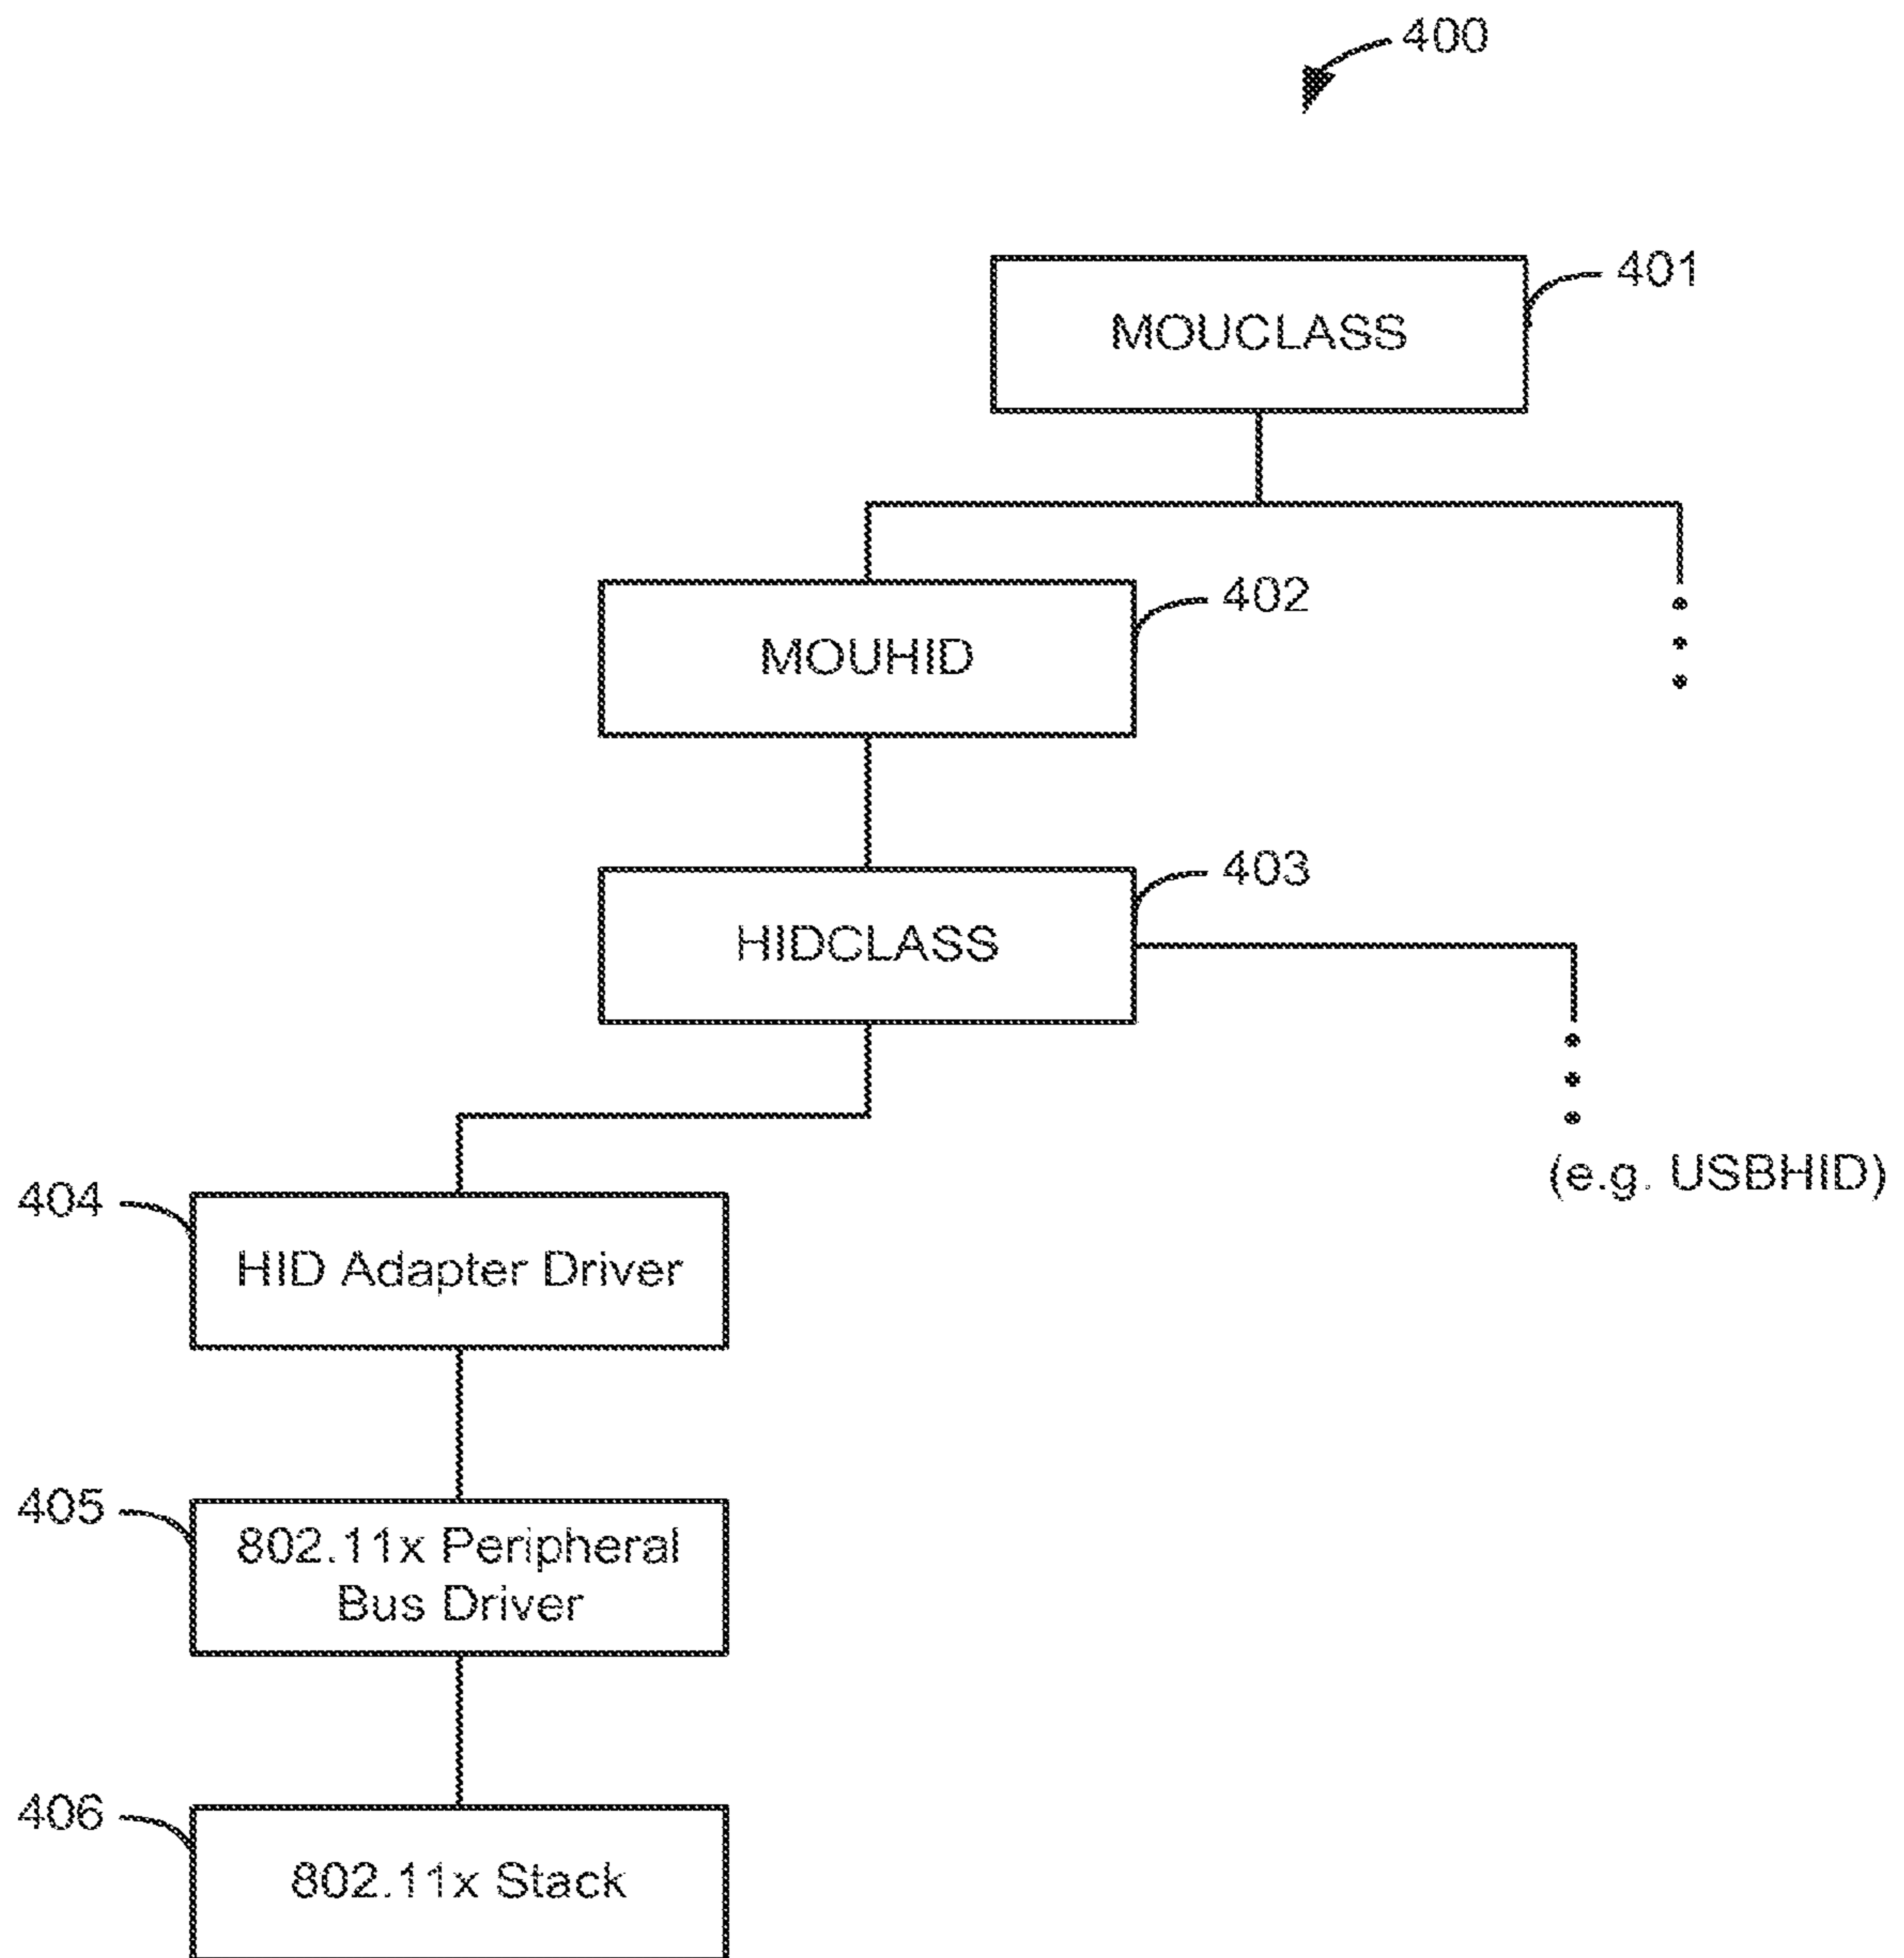 400
MOUCLASS
401
MOUHID
402
HIDCLASS
403
(e.g. USBHID)
404
HID Adapter Driver
405
802.11x Peripheral
Bus Driver
406
802.11x Stack